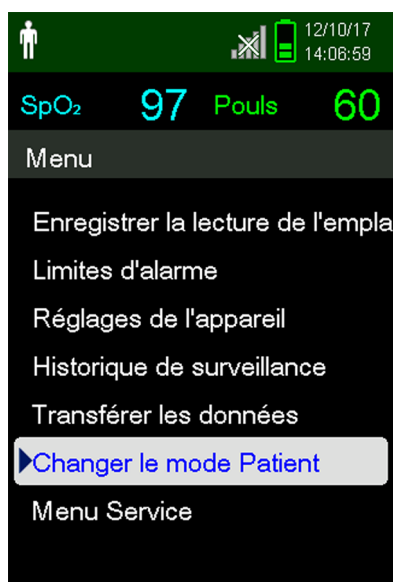 12/10/17
14:06:59
SpO₂ 97 Pouls 60
Menu
Enregistrer la lecture de l'empla
Limites d'alarme
Réglages de l'appareil
Historique de surveillance
Transférer les données
Changer le mode Patient
Menu Service